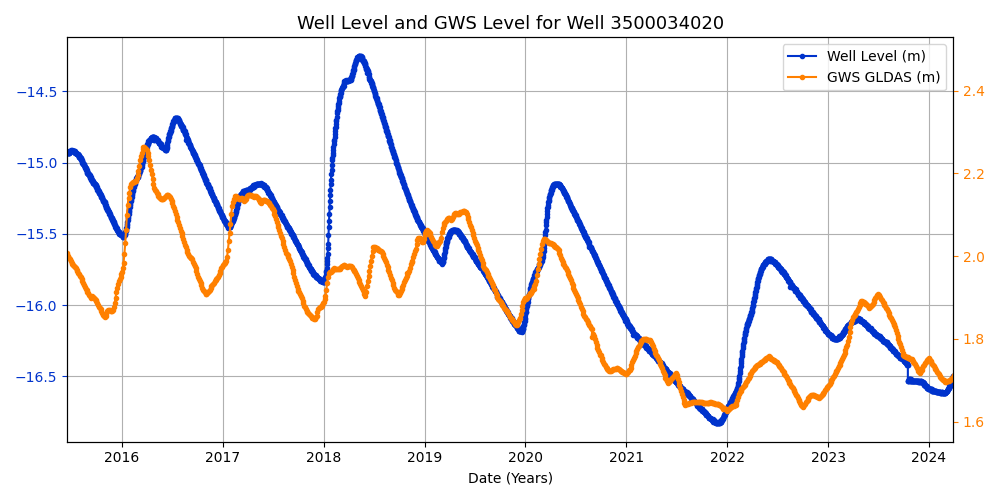 Well Level and GWS Level for Well 3500034020
Well Level (m)
GWS GLDAS (m)
−14.5
−15.0
−15.5
−16.0
−16.5
2.4
2.2
2.0
1.8
1.6
2016 2017 2018 2019 2020 2021 2022 2023 2024
Date (Years)